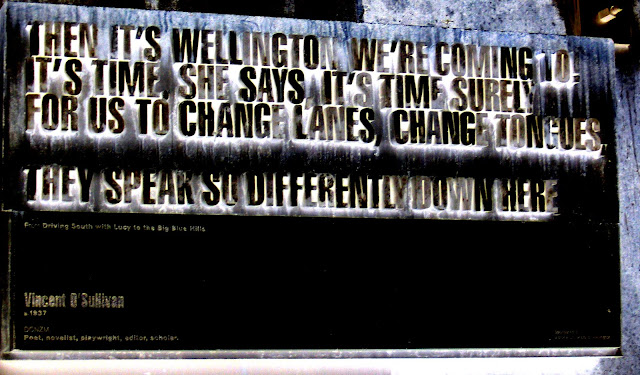 THEN IT'S WELLINGTON WE'RE COMING TO,
IT'S TIME, SHE SAYS, IT'S TIME SURELY
FOR US TO CHANGE LANES, CHANGE TONGUES,
THEY SPEAK SO DIFFERENTLY DOWN HERE
From Driving South with Lucy to the Big Blue Hills
Vincent O'Sullivan
b.1937
DCNZM
Poet, novelist, playwright, editor, scholar.